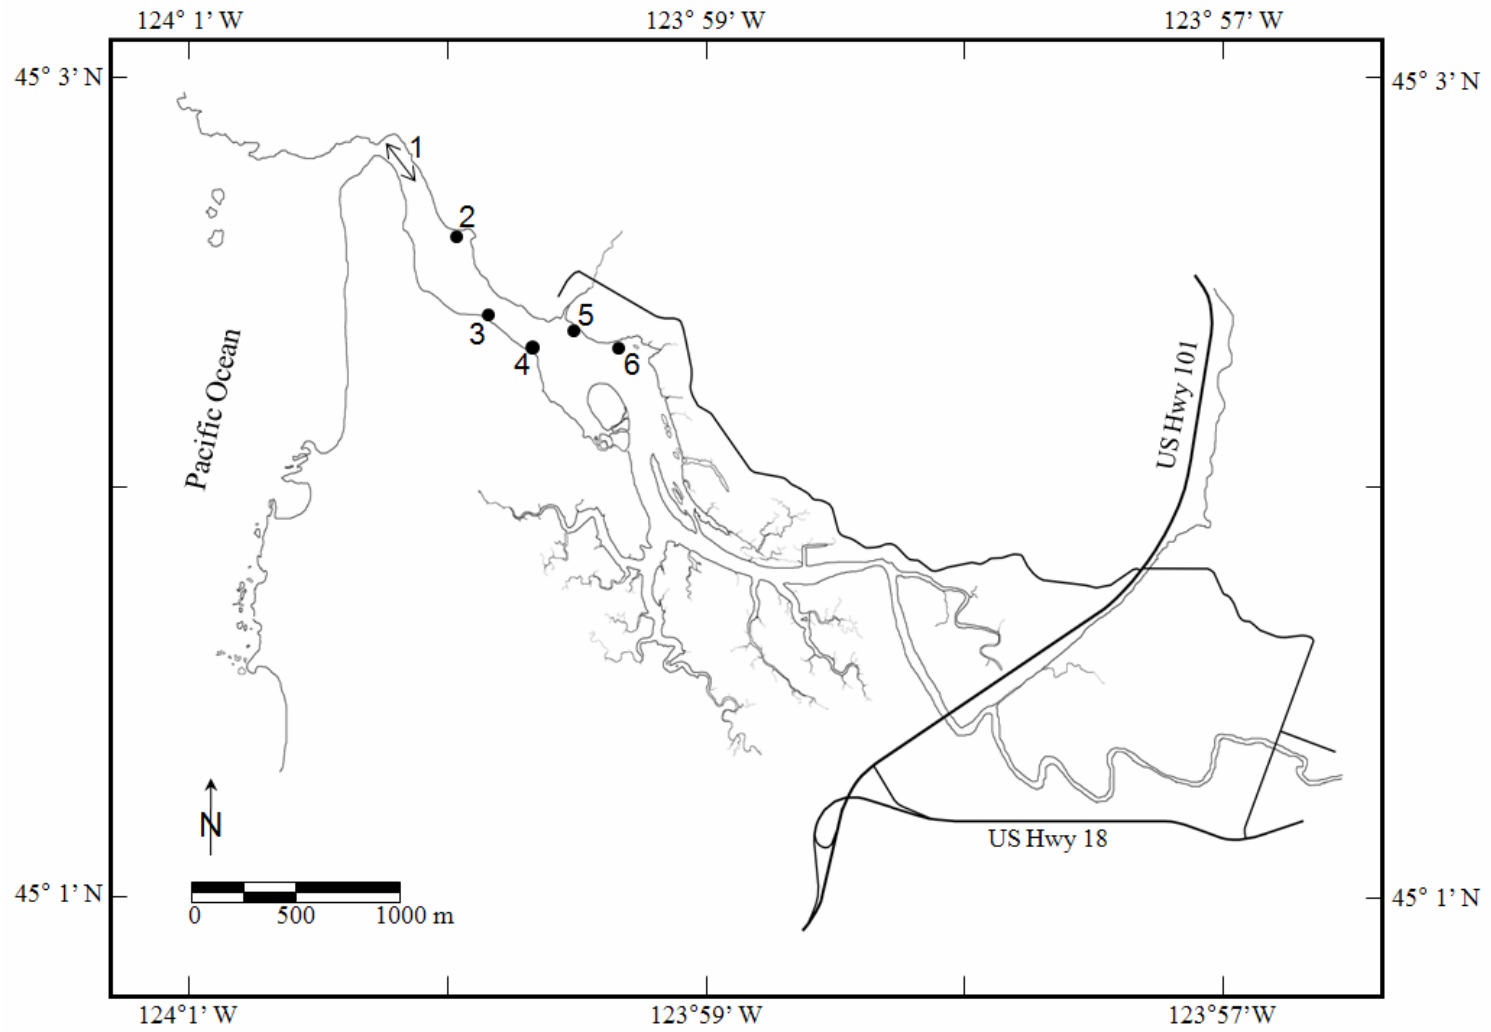 124° 1’ W
123° 59’ W
123° 57’ W
45° 3’ N
45° 3’ N
1
2
5
3
4
6
Pacific Ocean
US Hwy 101
N
US Hwy 18
45° 1’ N
45° 1’ N
0
500
1000 m
124°1’ W
123°59’ W
123°57’ W